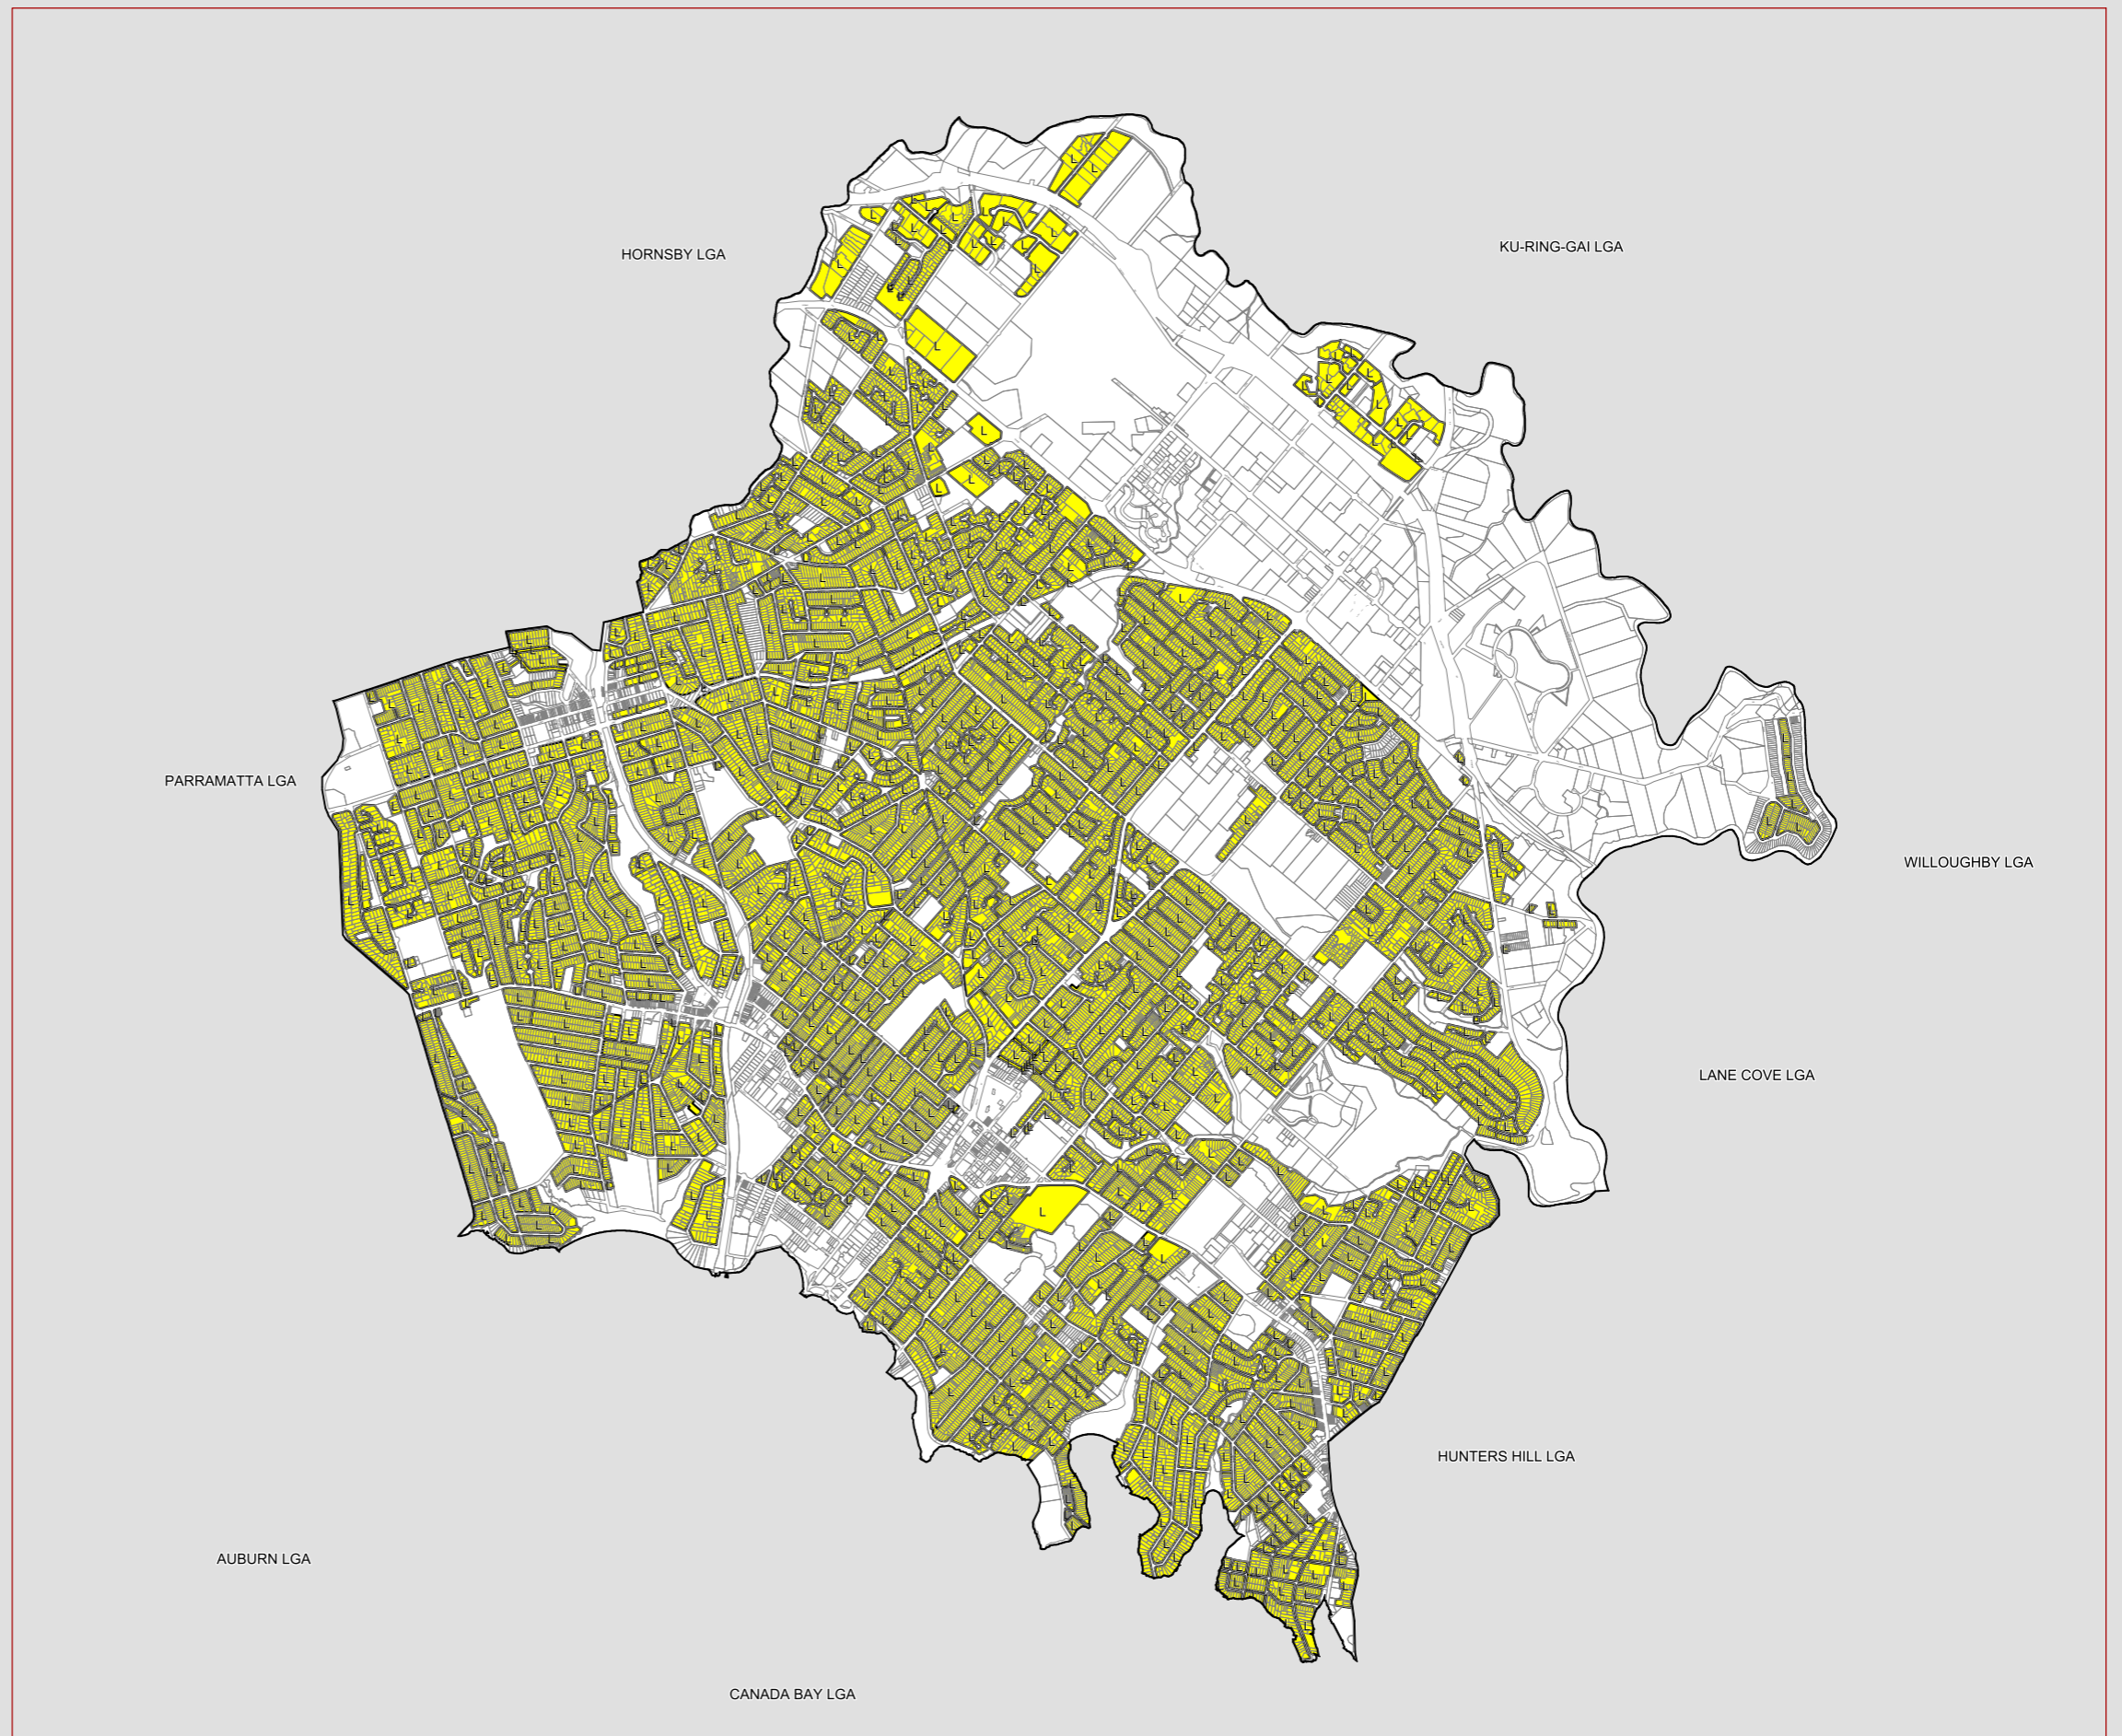 HORNSBY LGA
KU-RING-GAI LGA
PARRAMATTA LGA
WILLOUGHBY LGA
LANE COVE LGA
HUNTERS HILL LGA
AUBURN LGA
CANADA BAY LGA
L